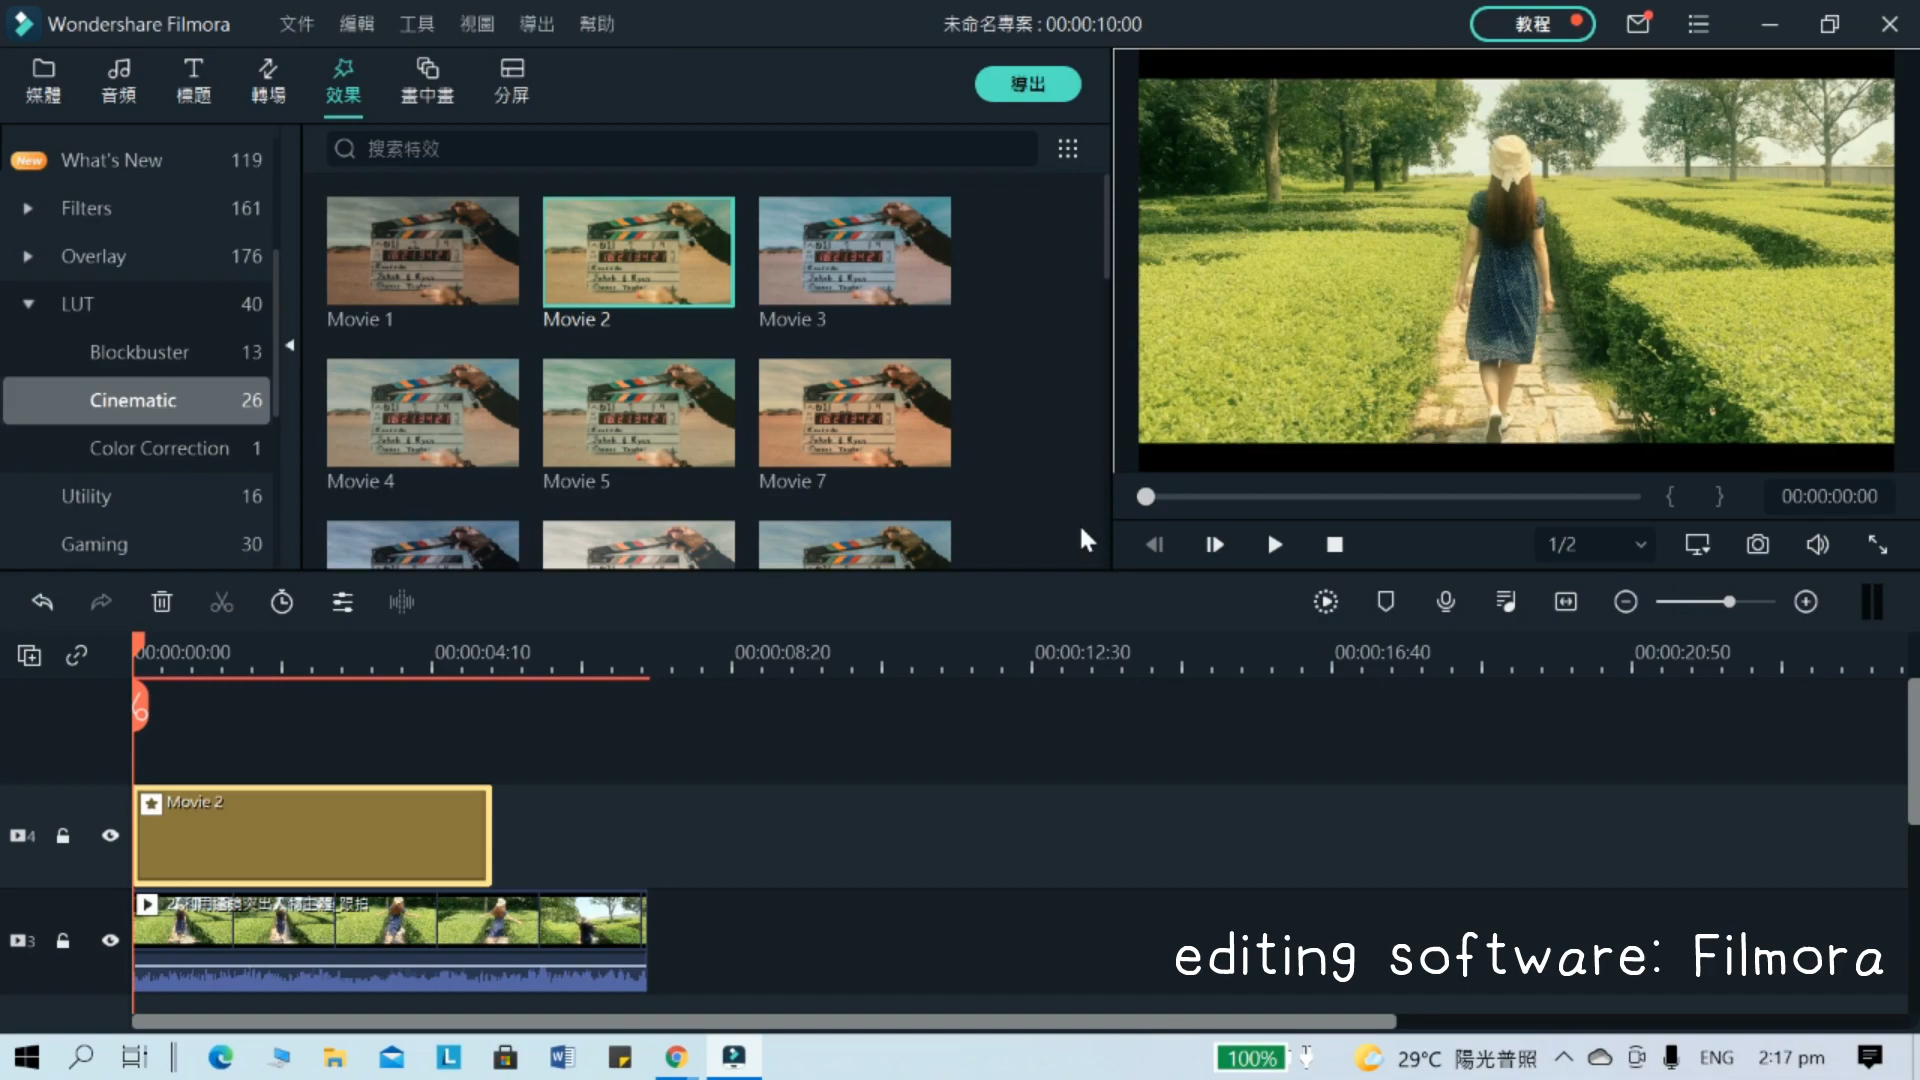 Wondershare Filmora 文件 編輯 工具 視圖 導出 幫助 未命名專案 : 00:00:10:00 教程
媒體 音頻 標題 轉場 效果 畫中畫 分屏 導出
搜索特效
New What's New 119
Filters 161
Overlay 176
LUT 40
Blockbuster 13
Cinematic 26
Color Correction 1
Utility 16
Gaming 30
Movie 1 Movie 2 Movie 3
Movie 4 Movie 5 Movie 7
{ } 00:00:00:00
1/2
00:00:00:00 00:00:04:10 00:00:08:20 00:00:12:30 00:00:16:40 00:00:20:50
Movie 2
4
3
editing software: Filmora
100% 29°C 陽光普照 ENG 2:17 pm